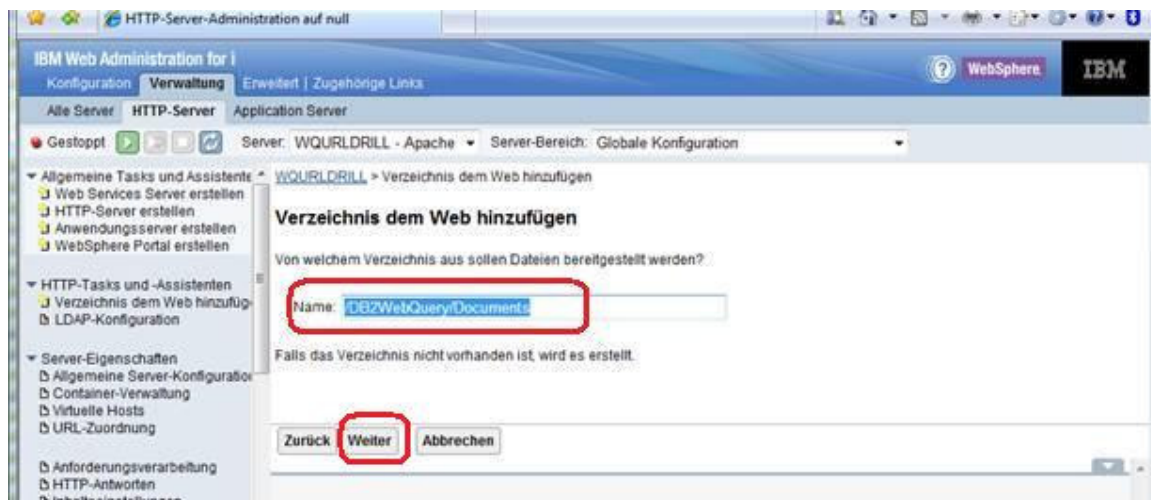 HTTP-Server-Administration auf null
IBM Web Administration for i
Konfiguration Verwaltung Erweitert | Zugehörige Links
WebSphere. IBM
Alle Server HTTP-Server Application Server
Gestoppt Server: WQURLDRILL - Apache Server-Bereich: Globale Konfiguration
Allgemeine Tasks und Assistente
Web Services Server erstellen
HTTP-Server erstellen
Anwendungsserver erstellen
WebSphere Portal erstellen
HTTP-Tasks und -Assistenten
Verzeichnis dem Web hinzufüg
LDAP-Konfiguration
Server-Eigenschaften
Allgemeine Server-Konfiguration
Container-Verwaltung
Virtuelle Hosts
URL-Zuordnung
Anforderungsverarbeitung
HTTP-Antworten
WQURLDRILL > Verzeichnis dem Web hinzufügen
Verzeichnis dem Web hinzufügen
Von welchem Verzeichnis aus sollen Dateien bereitgestellt werden?
Name: /DB2WebQuery/Documents
Falls das Verzeichnis nicht vorhanden ist, wird es erstellt.
Zurück Weiter Abbrechen